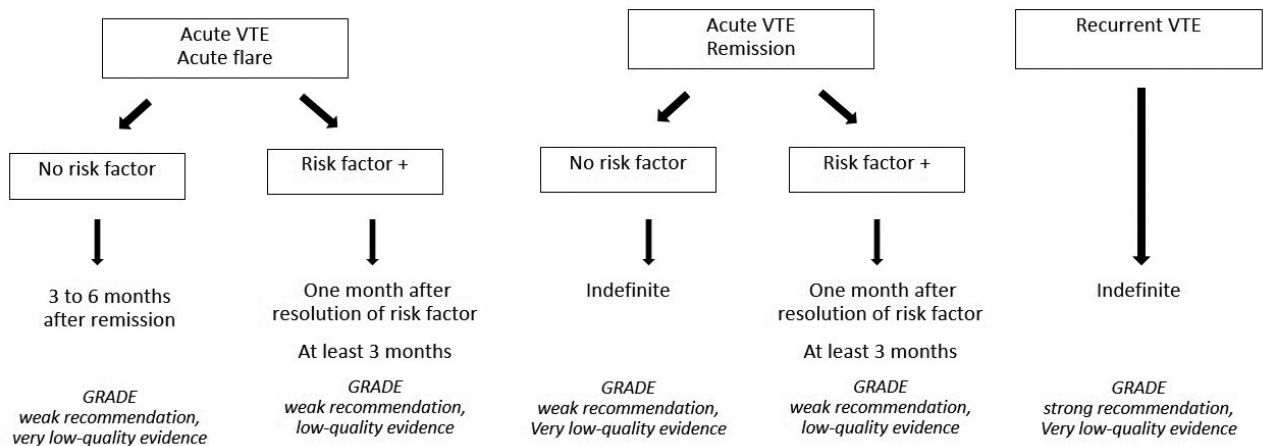 Acute VTE
Acute flare
Acute VTE
Remission
Recurrent VTE
No risk factor
Risk factor +
No risk factor
Risk factor +
3 to 6 months
after remission
One month after
resolution of risk factor
At least 3 months
Indefinite
One month after
resolution of risk factor
At least 3 months
Indefinite
GRADE
weak recommendation,
very low-quality evidence
GRADE
weak recommendation,
low-quality evidence
GRADE
weak recommendation,
Very low-quality evidence
GRADE
weak recommendation,
low-quality evidence
GRADE
strong recommendation,
Very low-quality evidence